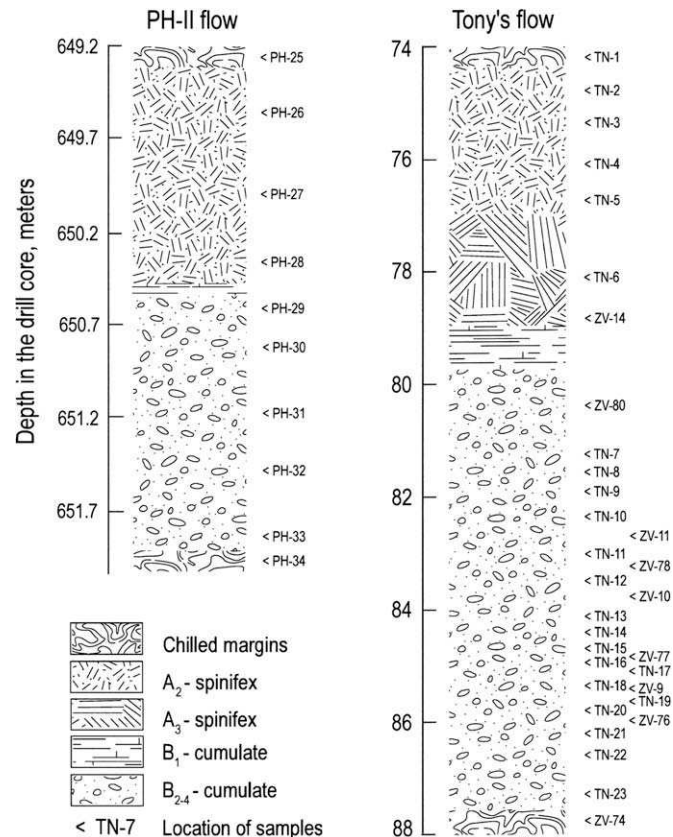 PH-II flow
Depth in the drill core, meters
649.2
649.7
650.2
650.7
651.2
651.7
< PH-25
< PH-26
< PH-27
< PH-28
< PH-29
< PH-30
< PH-31
< PH-32
< PH-33
< PH-34
Tony's flow
74
76
78
80
82
84
86
88
< TN-1
< TN-2
< TN-3
< TN-4
< TN-5
< TN-6
< ZV-14
< ZV-80
< TN-7
< TN-8
< TN-9
< TN-10
< ZV-11
< TN-11
< ZV-78
< TN-12
< ZV-10
< TN-13
< TN-14
< TN-15
< ZV-77
< TN-16
< TN-17
< TN-18
< ZV-9
< TN-19
< TN-20
< ZV-76
< TN-21
< TN-22
< TN-23
< ZV-74
Chilled margins
A2 - spinifex
A3 - spinifex
B1 - cumulate
B2-4 - cumulate
< TN-7 Location of samples